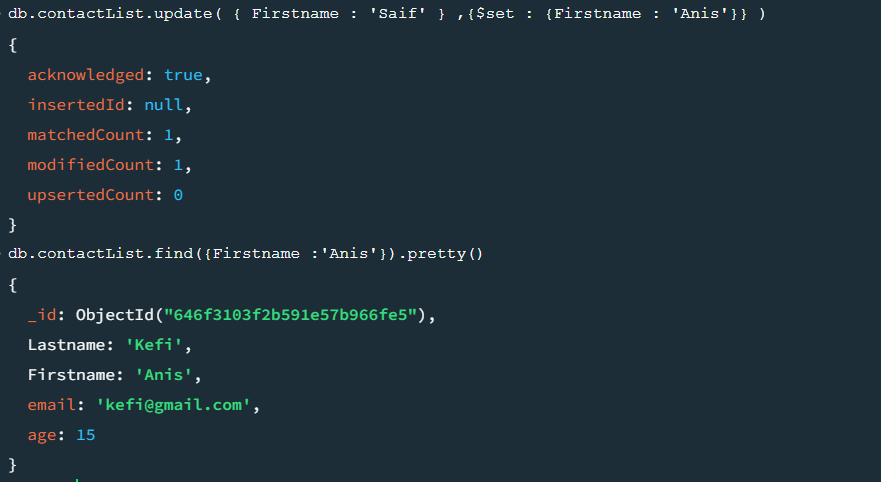 db.contactList.update( { Firstname : 'Saif' } ,{$set : {Firstname : 'Anis'}} )
{
acknowledged: true,
insertedId: null,
matchedCount: 1,
modifiedCount: 1,
upsertedCount: 0
}
db.contactList.find({Firstname :'Anis'}).pretty()
{
_id: ObjectId("646f3103f2b591e57b966fe5"),
Lastname: 'Kefi',
Firstname: 'Anis',
email: 'kefi@gmail.com',
age: 15
}